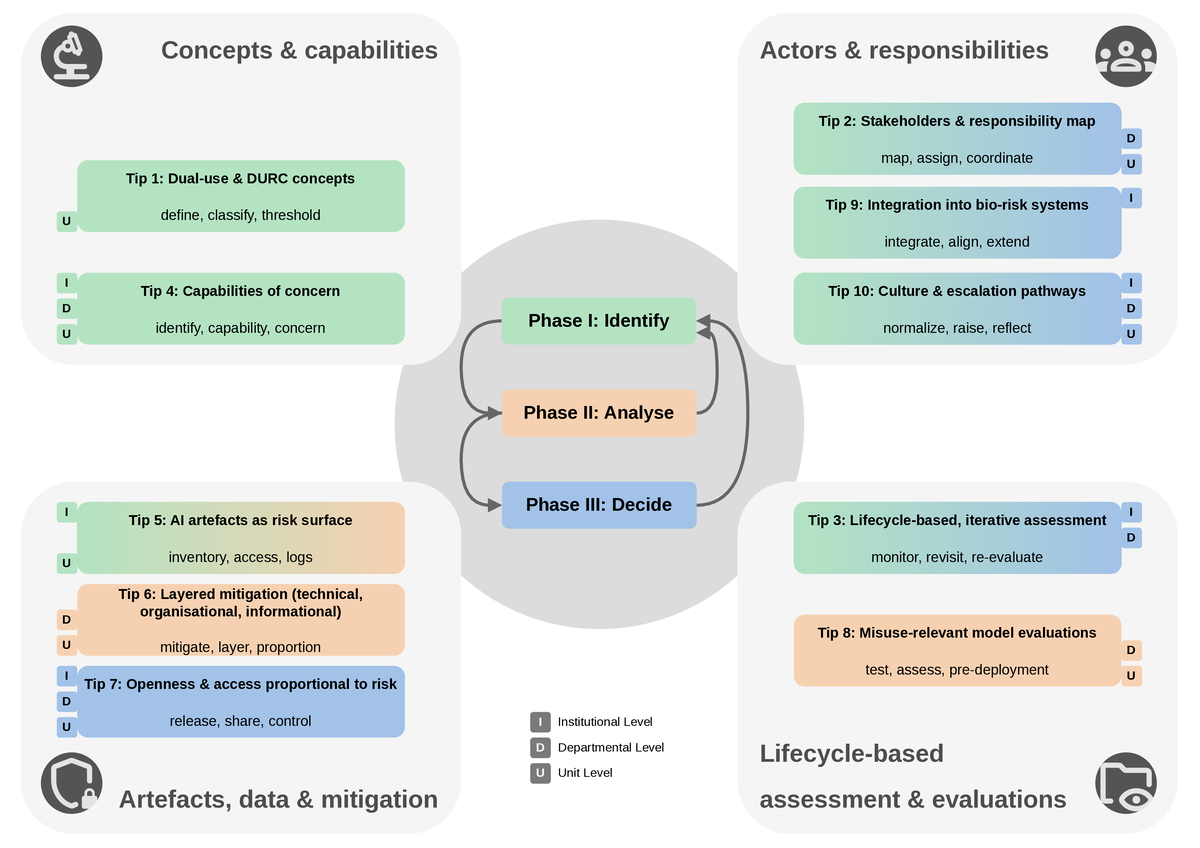 Concepts & capabilities
Tip 1: Dual-use & DURC concepts
define, classify, threshold
U
Tip 4: Capabilities of concern
identify, capability, concern
I
D
U
Actors & responsibilities
Tip 2: Stakeholders & responsibility map
map, assign, coordinate
D
U
Tip 9: Integration into bio-risk systems
integrate, align, extend
I
Tip 10: Culture & escalation pathways
normalize, raise, reflect
I
D
U
Phase I: Identify
Phase II: Analyse
Phase III: Decide
Tip 5: AI artefacts as risk surface
inventory, access, logs
I
U
Tip 6: Layered mitigation (technical,
organisational, informational)
mitigate, layer, proportion
D
U
Tip 7: Openness & access proportional to risk
release, share, control
I
D
U
Artefacts, data & mitigation
Tip 3: Lifecycle-based, iterative assessment
monitor, revisit, re-evaluate
I
D
Tip 8: Misuse-relevant model evaluations
test, assess, pre-deployment
D
U
Lifecycle-based
assessment & evaluations
I Institutional Level
D Departmental Level
U Unit Level